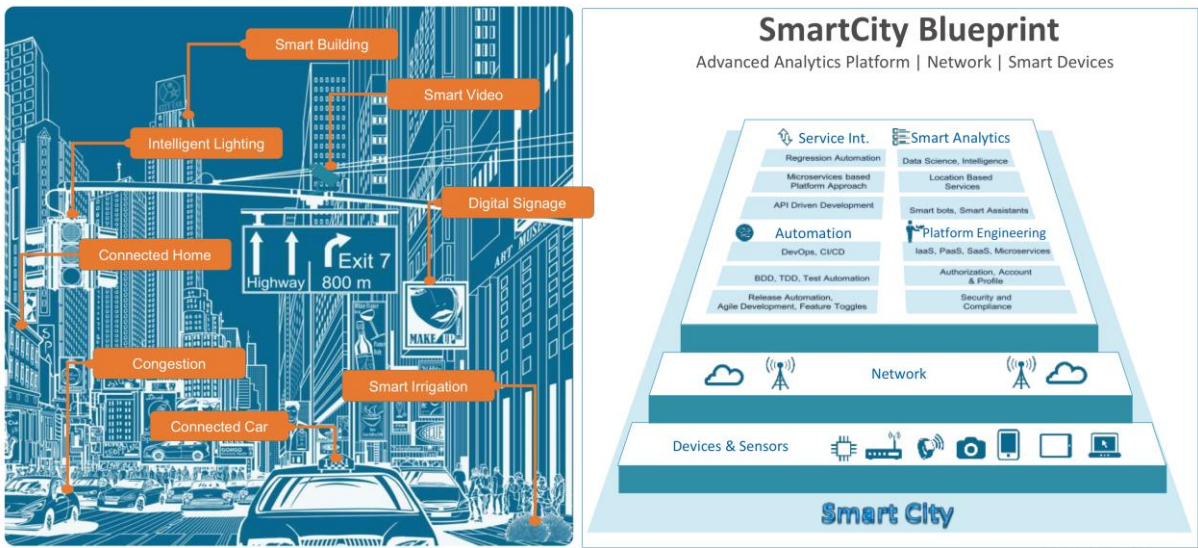 Smart Building
Smart Video
Intelligent Lighting
Digital Signage
Connected Home
Exit 7
Highway
800 m
ART MUS
MAKE UP
Congestion
Smart Irrigation
Connected Car
SmartCity Blueprint
Advanced Analytics Platform | Network | Smart Devices
Service Int.
Regression Automation
Microservices based
Platform Approach
API Driven Development
Smart Analytics
Data Science, Intelligence
Location Based
Services
Smart bots, Smart Assistants
Automation
DevOps, CI/CD
BDD, TDD, Test Automation
Release Automation,
Agile Development, Feature Toggles
Platform Engineering
IaaS, PaaS, SaaS, Microservices
Authorization, Account
& Profile
Security and
Compliance
Network
Devices & Sensors
Smart City